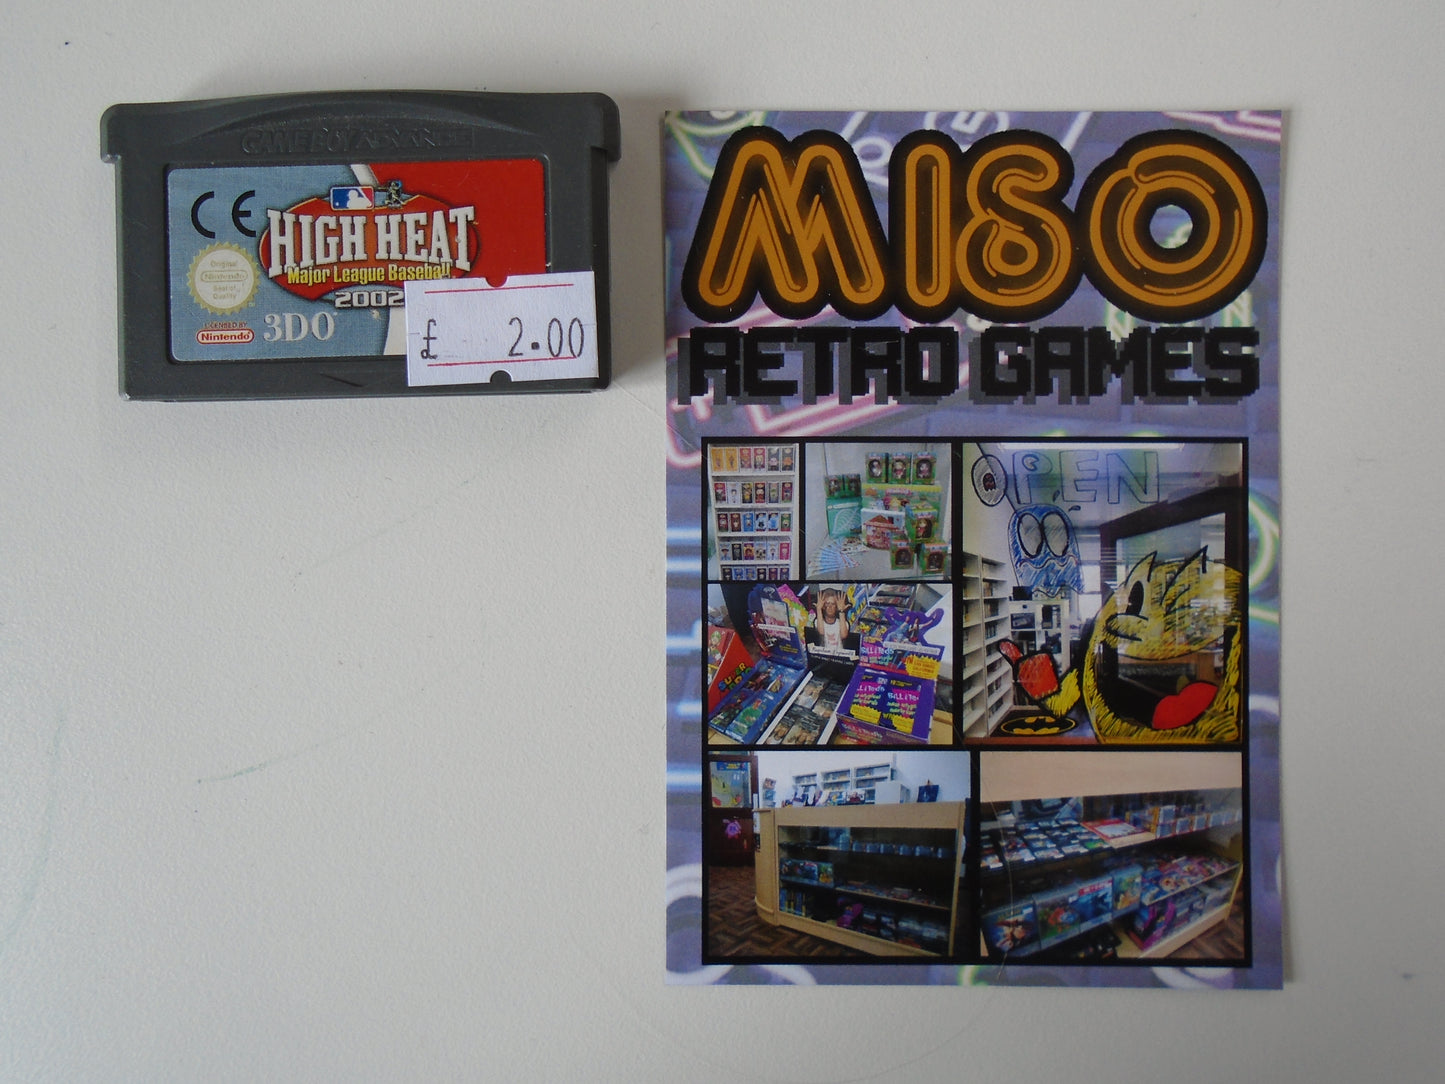 GAME BOY ADVANCE
CE
HIGH HEAT
Major League Baseball
2002
Original
Nintendo
Seal of
Quality
LICENSED BY
Nintendo
3DO
£ 2.00
MISO
RETRO GAMES
OPEN